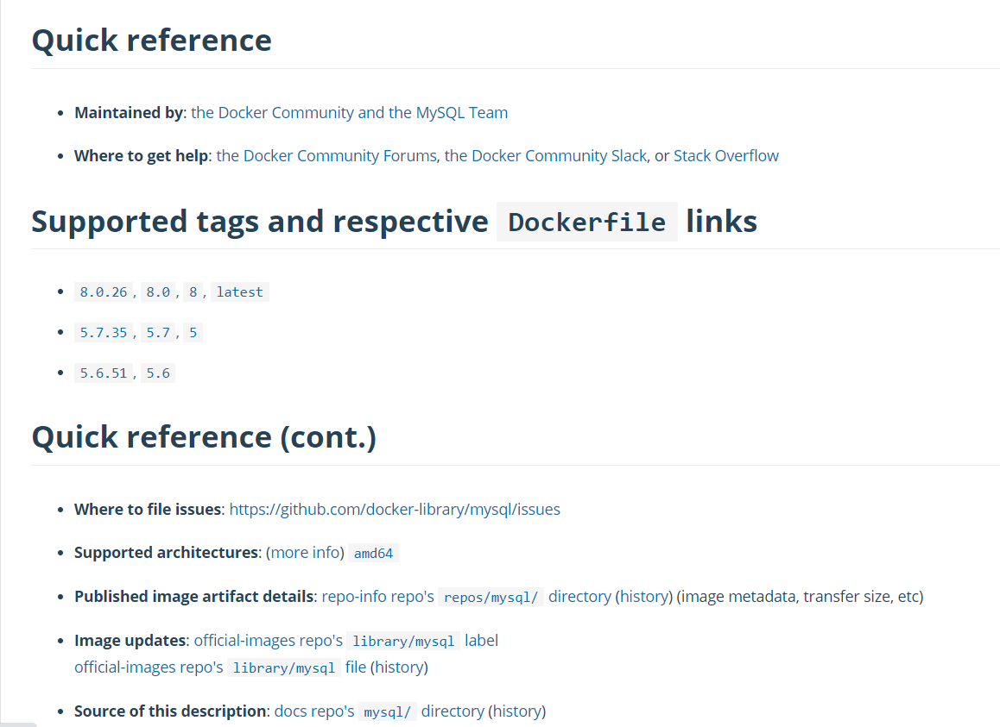 Quick reference
Maintained by: the Docker Community and the MySQL Team
Where to get help: the Docker Community Forums, the Docker Community Slack, or Stack Overflow
Supported tags and respective Dockerfile links
8.0.26, 8.0, 8, latest
5.7.35, 5.7, 5
5.6.51, 5.6
Quick reference (cont.)
Where to file issues: https://github.com/docker-library/mysql/issues
Supported architectures: (more info) amd64
Published image artifact details: repo-info repo's repos/mysql/ directory (history) (image metadata, transfer size, etc)
Image updates: official-images repo's library/mysql label
official-images repo's library/mysql file (history)
Source of this description: docs repo's mysql/ directory (history)